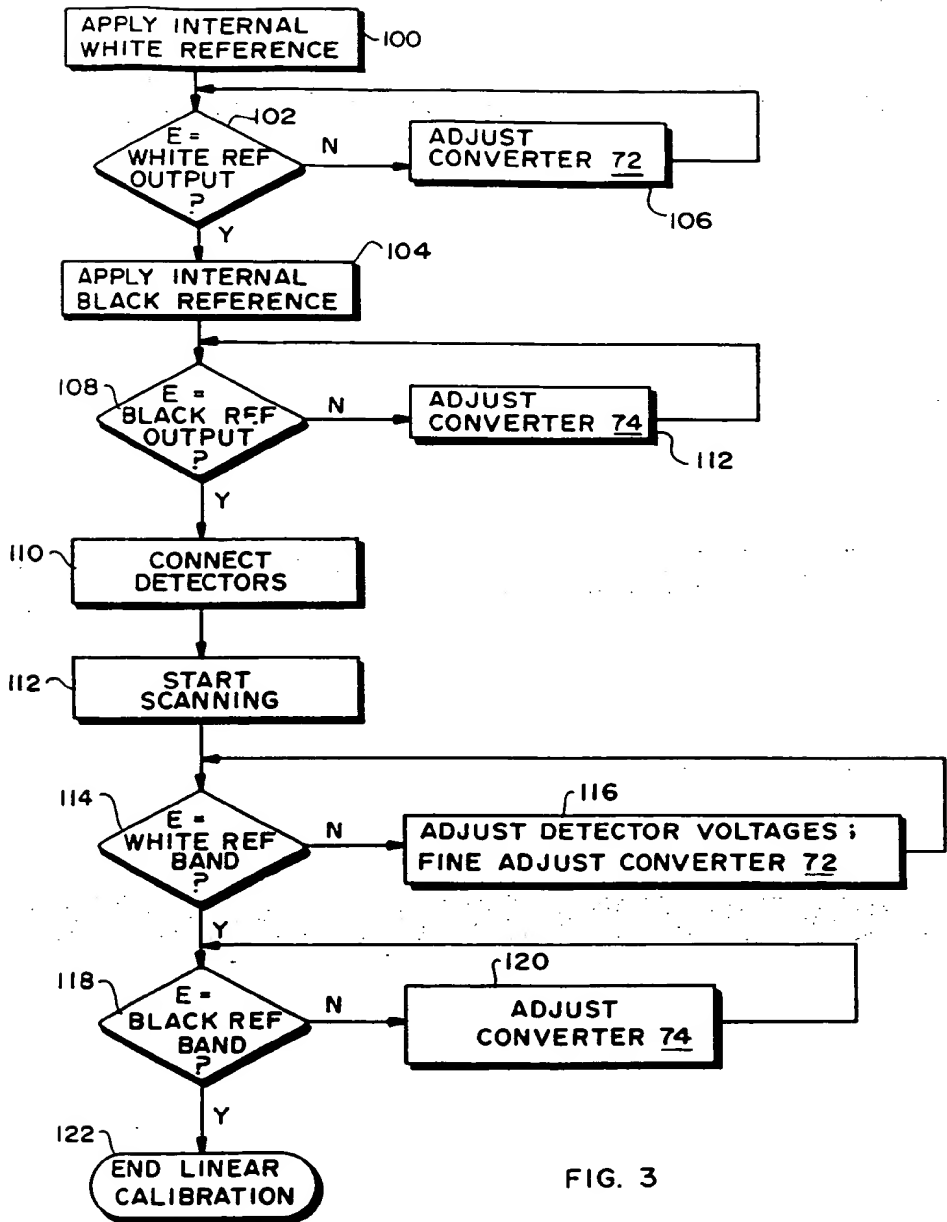 APPLY INTERNAL
WHITE REFERENCE
100
102
E =
WHITE REF
OUTPUT
?
N
ADJUST
CONVERTER 72
106
Y
104
APPLY INTERNAL
BLACK REFERENCE
108
E =
BLACK REF
OUTPUT
?
N
ADJUST
CONVERTER 74
112
Y
110
CONNECT
DETECTORS
112
START
SCANNING
114
E =
WHITE REF
BAND
?
N
116
ADJUST DETECTOR VOLTAGES;
FINE ADJUST CONVERTER 72
Y
118
E =
BLACK REF
BAND
?
N
120
ADJUST
CONVERTER 74
Y
122
END LINEAR
CALIBRATION
FIG. 3